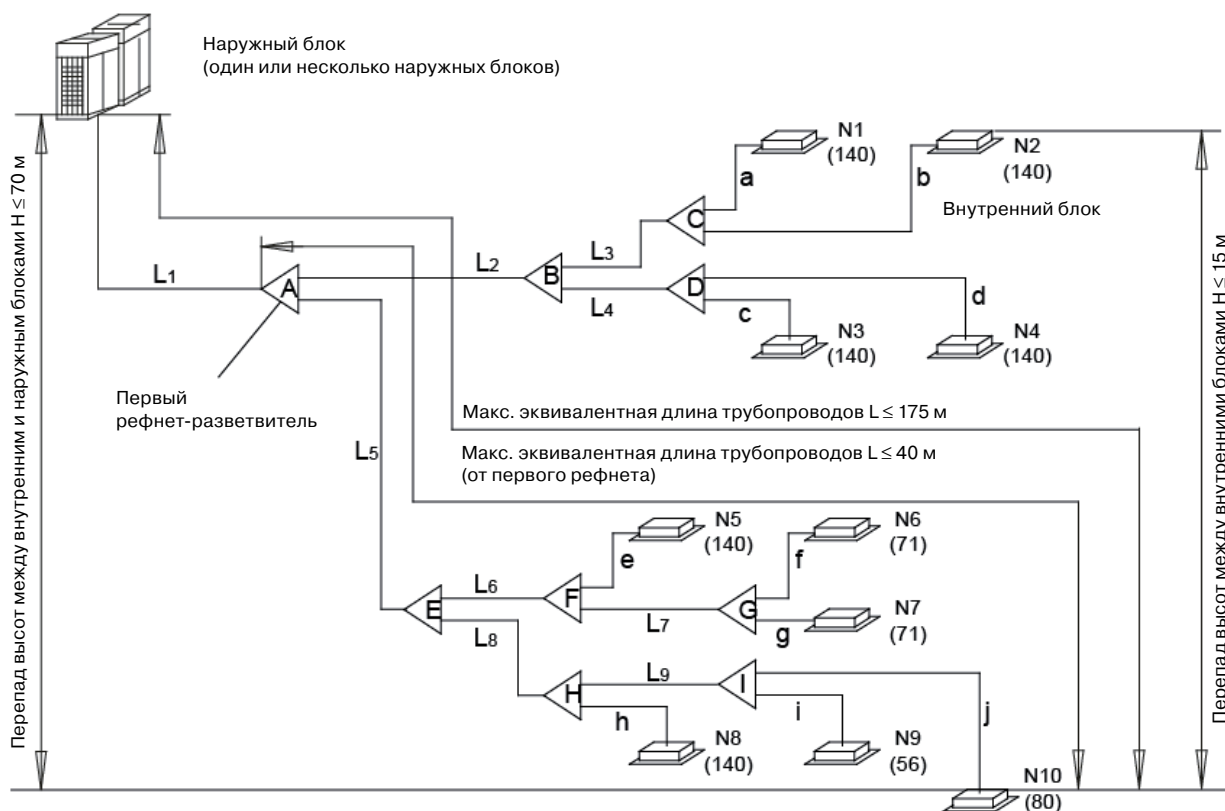 Наружный блок
(один или несколько наружных блоков)
Перепад высот между внутренним и наружным блоками H ≤ 70 м
N1
(140)
N2
(140)
a
b
C
Внутренний блок
L3
L2
B
L1
A
L4
D
d
c
N3
(140)
N4
(140)
Первый
рефнет-разветвитель
Макс. эквивалентная длина трубопроводов L ≤ 175 м
L5
Макс. эквивалентная длина трубопроводов L ≤ 40 м
(от первого рефнета)
Перепад высот между внутренними блоками H ≤ 15 м
N5
(140)
N6
(71)
e
f
L6
F
E
G
L7
g
N7
(71)
L8
L9
I
H
h
i
j
N8
(140)
N9
(56)
N10
(80)